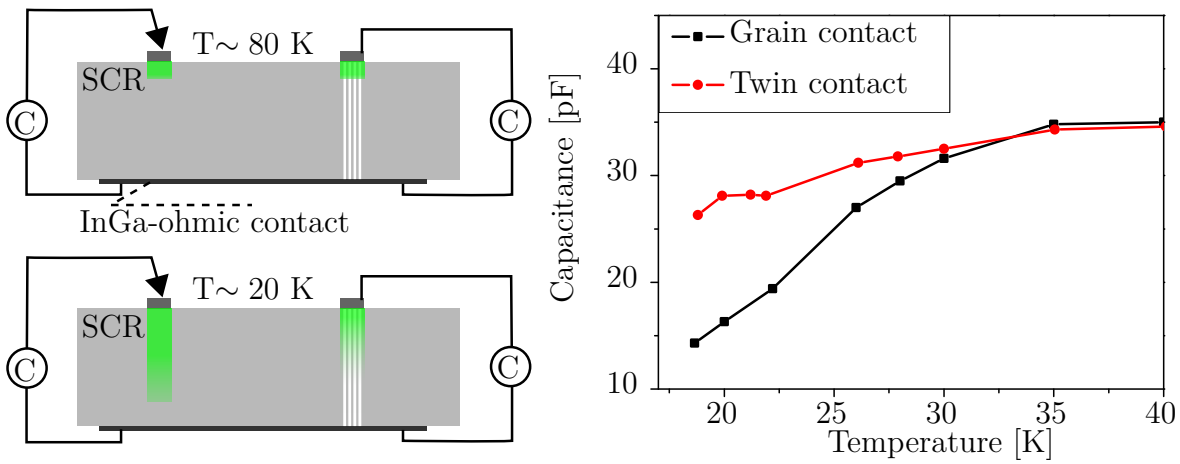 T~ 80 K
SCR
C
C
InGa-ohmic contact
T~ 20 K
SCR
C
C
Grain contact
Twin contact
Capacitance [pF]
40
30
20
10
20
25
30
35
40
Temperature [K]